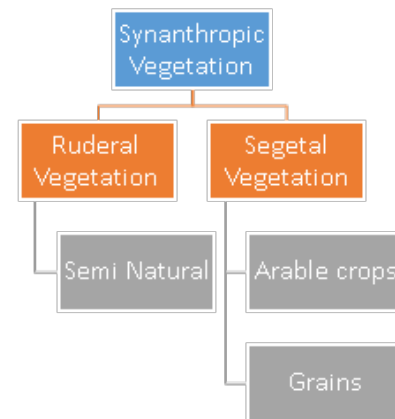 Synanthropic
Vegetation
Ruderal
Vegetation
Segetal
Vegetation
Semi Natural
Arable crops
Grains